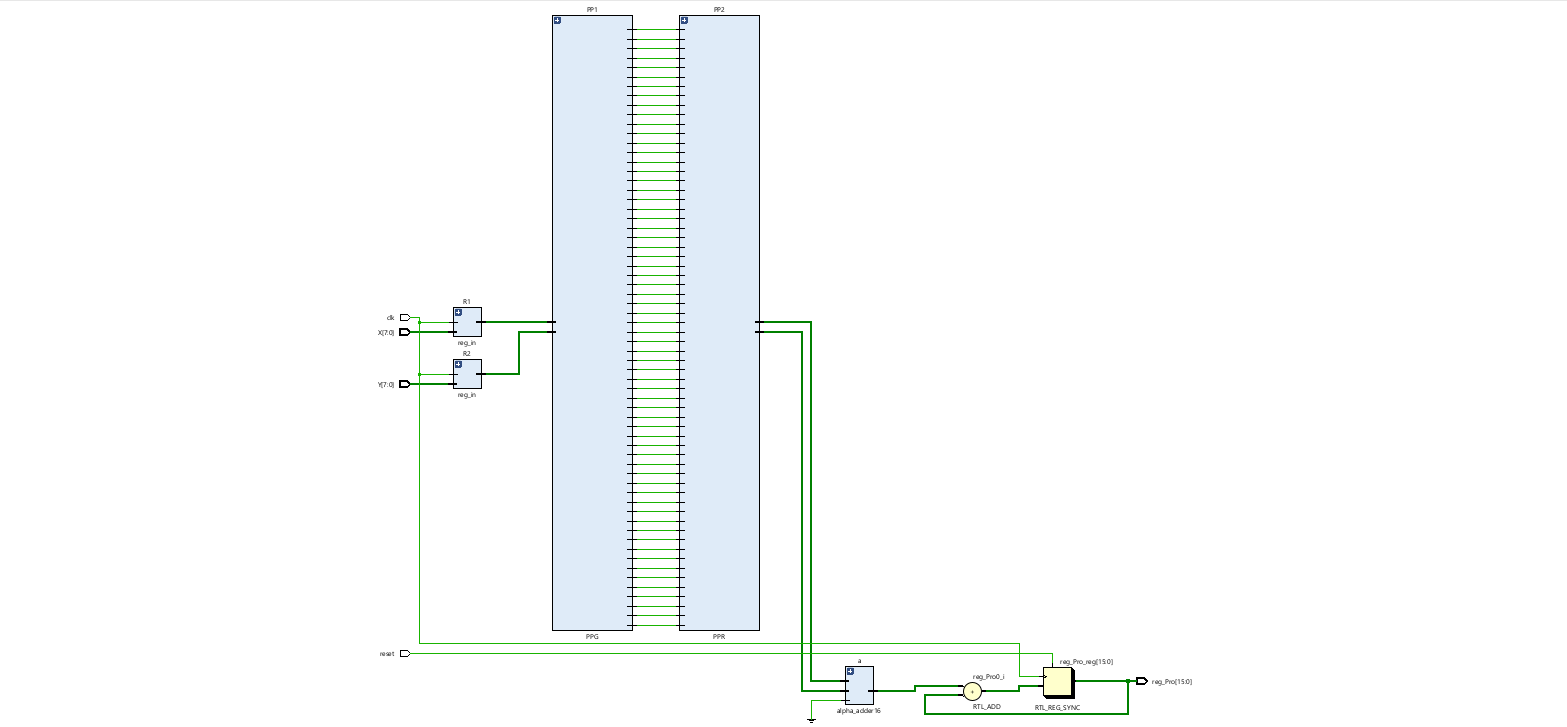 PP1
PP2
R1
clk
X[7:0]
reg_in
R2
Y[7:0]
reg_in
PPG
PPR
reset
a
reg_Pro_reg[15:0]
reg_Pro0_i
+
reg_Pro[15:0]
alpha_adder16
RTL_ADD
RTL_REG_SYNC